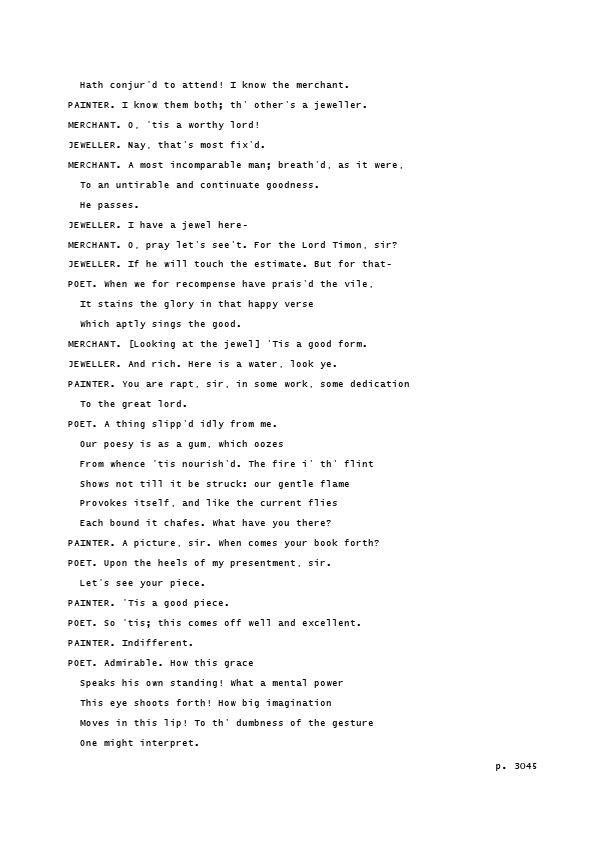 Hath conjur'd to attend! I know the merchant.
PAINTER. I know them both; th' other's a jeweller.
MERCHANT. O, 'tis a worthy lord!
JEWELLER. Nay, that's most fix'd.
MERCHANT. A most incomparable man; breath'd, as it were,
To an untirable and continuate goodness.
He passes.
JEWELLER. I have a jewel here-
MERCHANT. O, pray let's see't. For the Lord Timon, sir?
JEWELLER. If he will touch the estimate. But for that-
POET. When we for recompense have prais'd the vile,
It stains the glory in that happy verse
Which aptly sings the good.
MERCHANT. [Looking at the jewel] 'Tis a good form.
JEWELLER. And rich. Here is a water, look ye.
PAINTER. You are rapt, sir, in some work, some dedication
To the great lord.
POET. A thing slipp'd idly from me.
Our poesy is as a gum, which oozes
From whence 'tis nourish'd. The fire i' th' flint
Shows not till it be struck: our gentle flame
Provokes itself, and like the current flies
Each bound it chafes. What have you there?
PAINTER. A picture, sir. When comes your book forth?
POET. Upon the heels of my presentment, sir.
Let's see your piece.
PAINTER. 'Tis a good piece.
POET. So 'tis; this comes off well and excellent.
PAINTER. Indifferent.
POET. Admirable. How this grace
Speaks his own standing! What a mental power
This eye shoots forth! How big imagination
Moves in this lip! To th' dumbness of the gesture
One might interpret.
p. 3045